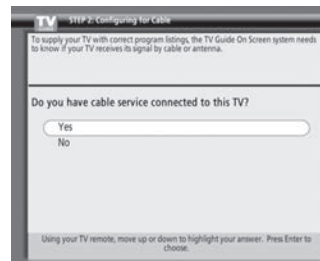 TV STEP 2: Configuring for Cable
To supply your TV with correct program listings, the TV Guide On Screen system needs
to know if your TV receives its signal by cable or antenna.
Do you have cable service connected to this TV?
Yes
No
Using your TV remote, move up or down to highlight your answer. Press Enter to
choose.